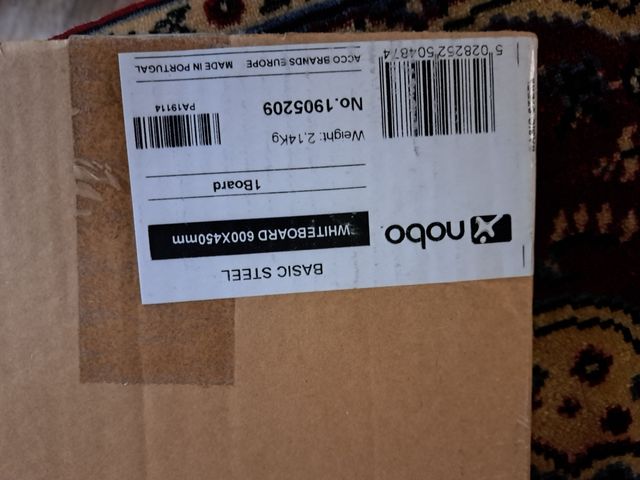 BASIC STEEL
nobo
WHITEBOARD 600X450mm
1Board
Weight: 2,14Kg
No.1905209
PA19114
ACCO BRANDS EUROPE MADE IN PORTUGAL
5 028252 504874